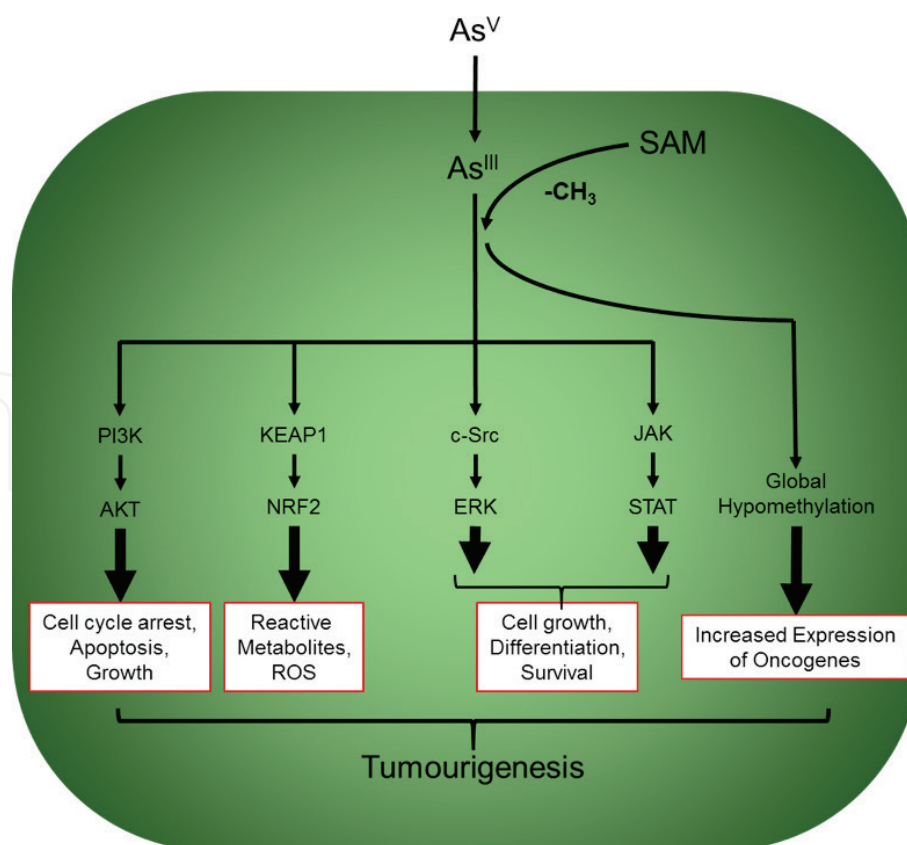 Asⱽ
Asᴵᴵᴵ
SAM
-CH₃
PI3K
KEAP1
c-Src
JAK
AKT
NRF2
ERK
STAT
Global
Hypomethylation
Cell cycle arrest,
Apoptosis,
Growth
Reactive
Metabolites,
ROS
Cell growth,
Differentiation,
Survival
Increased Expression
of Oncogenes
Tumourigenesis